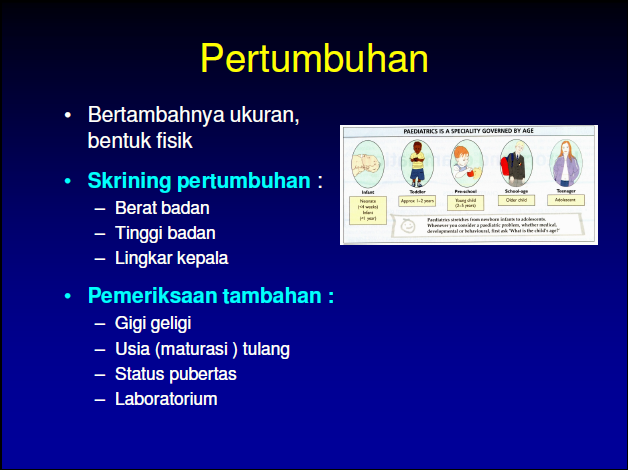 Pertumbuhan
• Bertambahnya ukuran,
bentuk fisik
• Skrining pertumbuhan :
– Berat badan
– Tinggi badan
– Lingkar kepala
• Pemeriksaan tambahan :
– Gigi geligi
– Usia (maturasi ) tulang
– Status pubertas
– Laboratorium
PAEDIATRICS IS A SPECIALITY GOVERNED BY AGE
Infant
Neonate
(<4 weeks)
Infant
(<1 year)
Toddler
Approx 1–2 years
Pre-school
Young child
(2–5 years)
School-age
Older child
Teenager
Adolescent
Paediatrics stretches from newborn infants to adolescents.
Whenever you consider a paediatric problem, whether medical,
developmental or behavioural, first ask 'What is the child's age?'